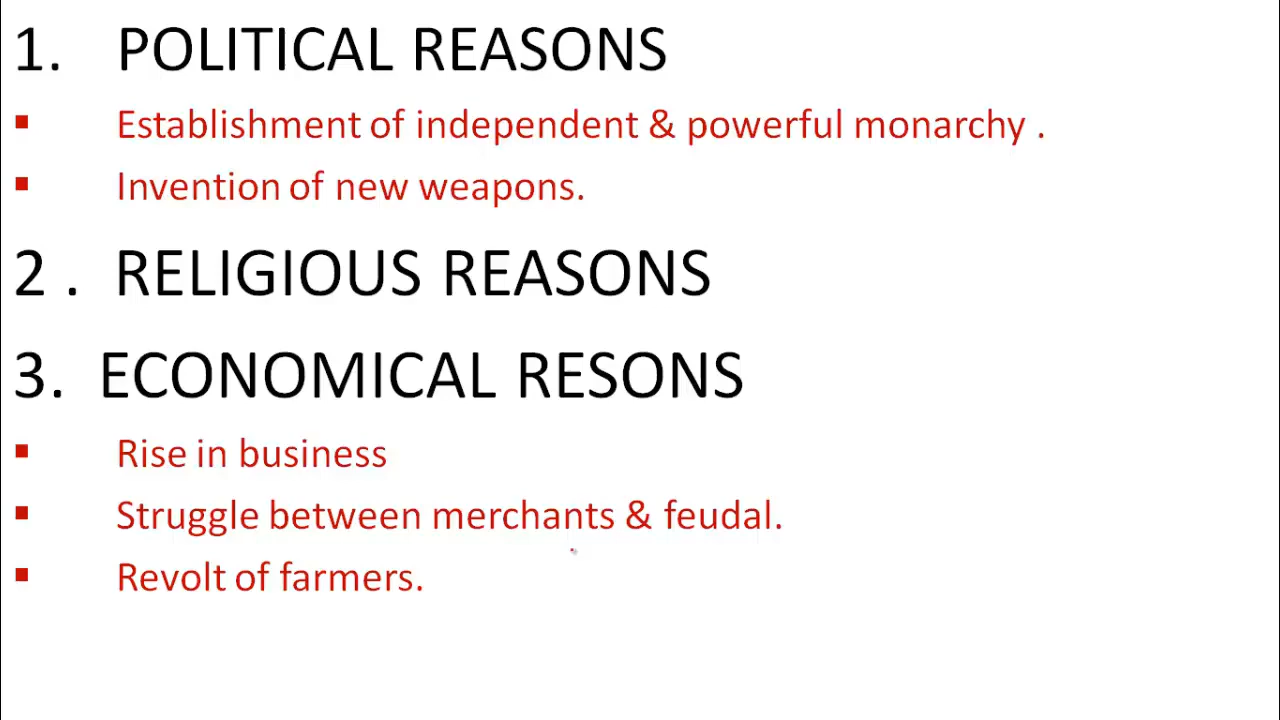 1. POLITICAL REASONS
▪ Establishment of independent & powerful monarchy .
▪ Invention of new weapons.
2 . RELIGIOUS REASONS
3. ECONOMICAL RESONS
▪ Rise in business
▪ Struggle between merchants & feudal.
▪ Revolt of farmers.